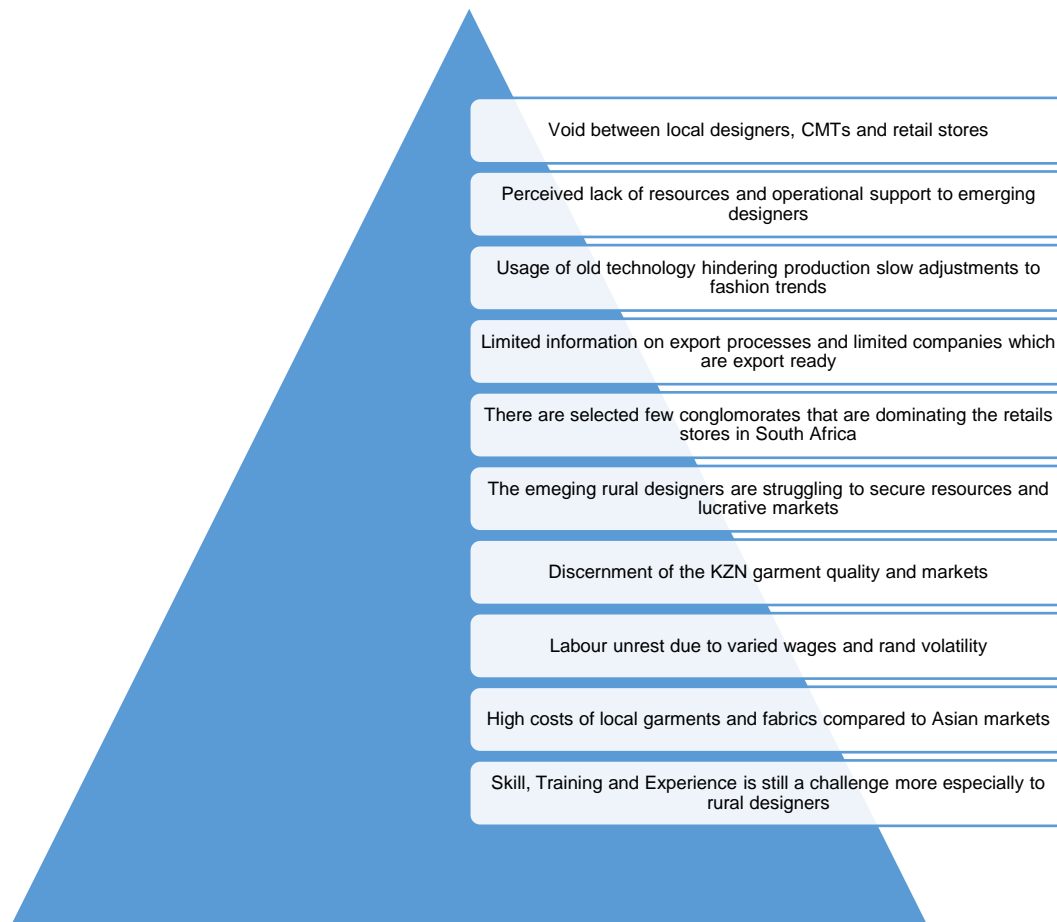 Void between local designers, CMTs and retail stores
Perceived lack of resources and operational support to emerging
designers
Usage of old technology hindering production slow adjustments to
fashion trends
Limited information on export processes and limited companies which
are export ready
There are selected few conglomorates that are dominating the retails
stores in South Africa
The emeging rural designers are struggling to secure resources and
lucrative markets
Discernment of the KZN garment quality and markets
Labour unrest due to varied wages and rand volatility
High costs of local garments and fabrics compared to Asian markets
Skill, Training and Experience is still a challenge more especially to
rural designers